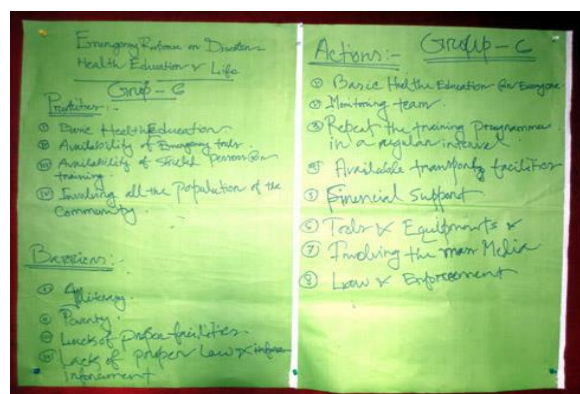 Emergency Response on Disaster
Health Education & Life
Group - C
Priorities:-
① Basic Health Education.
② Availability of Emergency tools.
③ Availability of Skilled Persons on
training.
④ Involving all the Population of the
Community.
Barriers:-
① Illiteracy.
② Poverty.
③ Lack of proper facilities.
④ Lack of proper Law &
Inforcement
Actions:- Group - C
① Basic Health Education for Everyone
② Monitoring team.
③ Repeat the training Programmes
in a regular interval.
④ Available transport facilities
⑤ Financial Support
⑥ Tools & Equipments &
⑦ Involving the mass Media
⑧ Law & Enforcement